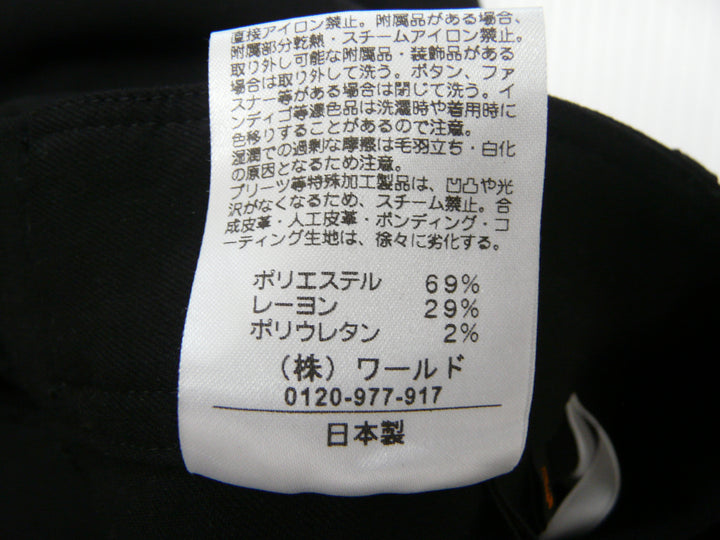 直接アイロン禁止。附属品がある場合、
附属部分乾熱・スチームアイロン禁止。
取り外し可能な附属品・装飾品がある
場合は取り外して洗う。ボタン、ファ
スナー等がある場合は閉じて洗う。イ
ンディゴ等濃色品は洗濯時や着用時に
色移りすることがあるので注意。
湿潤での過剰な摩擦は毛羽立ち・白化
の原因となるため注意。
プリーツ等特殊加工製品は、凹凸や光
沢がなくなるため、スチーム禁止。合
成皮革・人工皮革・ボンディング・コ
ーティング生地は、徐々に劣化する。
ポリエステル 69%
レーヨン 29%
ポリウレタン 2%
(株)ワールド
0120-977-917
日本製